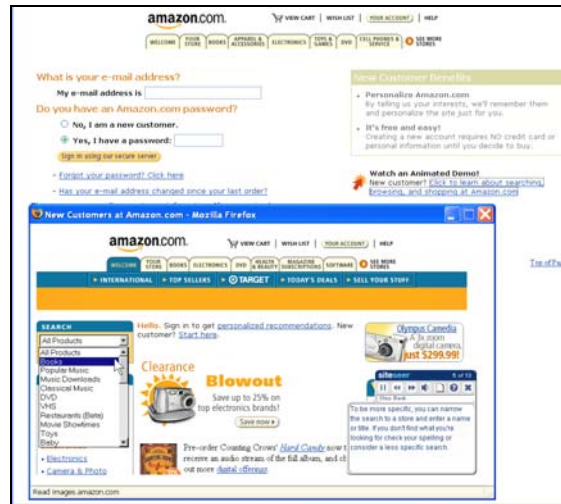 amazon.com.
VIEW CART | WISH LIST | YOUR ACCOUNT | HELP
WELCOME YOUR STORE BOOKS APPAREL & ACCESSORIES ELECTRONICS TOYS & GAMES DVD CELL PHONES & SERVICE SEE MORE STORES
What is your e-mail address?
My e-mail address is
Do you have an Amazon.com password?
No, I am a new customer.
Yes, I have a password:
Sign in using our secure server
- Forgot your password? Click here
- Has your e-mail address changed since your last order?
New Customer Benefits
Personalize Amazon.com
By telling us your interests, we'll remember them
and personalize the site just for you.
It's free and easy!
Creating a new account requires NO credit card or
personal information until you decide to buy.
Watch an Animated Demo!
New customer? Click to learn about searching,
browsing, and shopping at Amazon.com
Top of Pa
New Customers at Amazon.com - Mozilla Firefox
amazon.com.
VIEW CART | WISH LIST | YOUR ACCOUNT | HELP
WELCOME YOUR STORE BOOKS ELECTRONICS DVD HEALTH & BEAUTY MAGAZINE SUBSCRIPTIONS SOFTWARE SEE MORE STORES
INTERNATIONAL TOP SELLERS TARGET TODAY'S DEALS SELL YOUR STUFF
SEARCH
All Products
All Products
Books
Popular Music
Music Downloads
Classical Music
DVD
VHS
Restaurants (Beta)
Movie Showtimes
Toys
Baby
Electronics
Camera & Photo
Hello. Sign in to get personalized recommendations. New
customer? Start here.
Clearance
Blowout
Save up to 25% on
top electronics brands!
Save now
Pre-order Counting Crows' Hard Candy now t
receive an audio stream of the full album, and ch
out more digital offerings.
Olympus Camedia
A 3x zoom
digital camera,
just $299.99!
siteseer 5 of 13
To be more specific, you can narrow
the search to a store and enter a name
or title. If you don't find what you're
looking for check your spelling or
consider a less specific search.
Read images.amazon.com